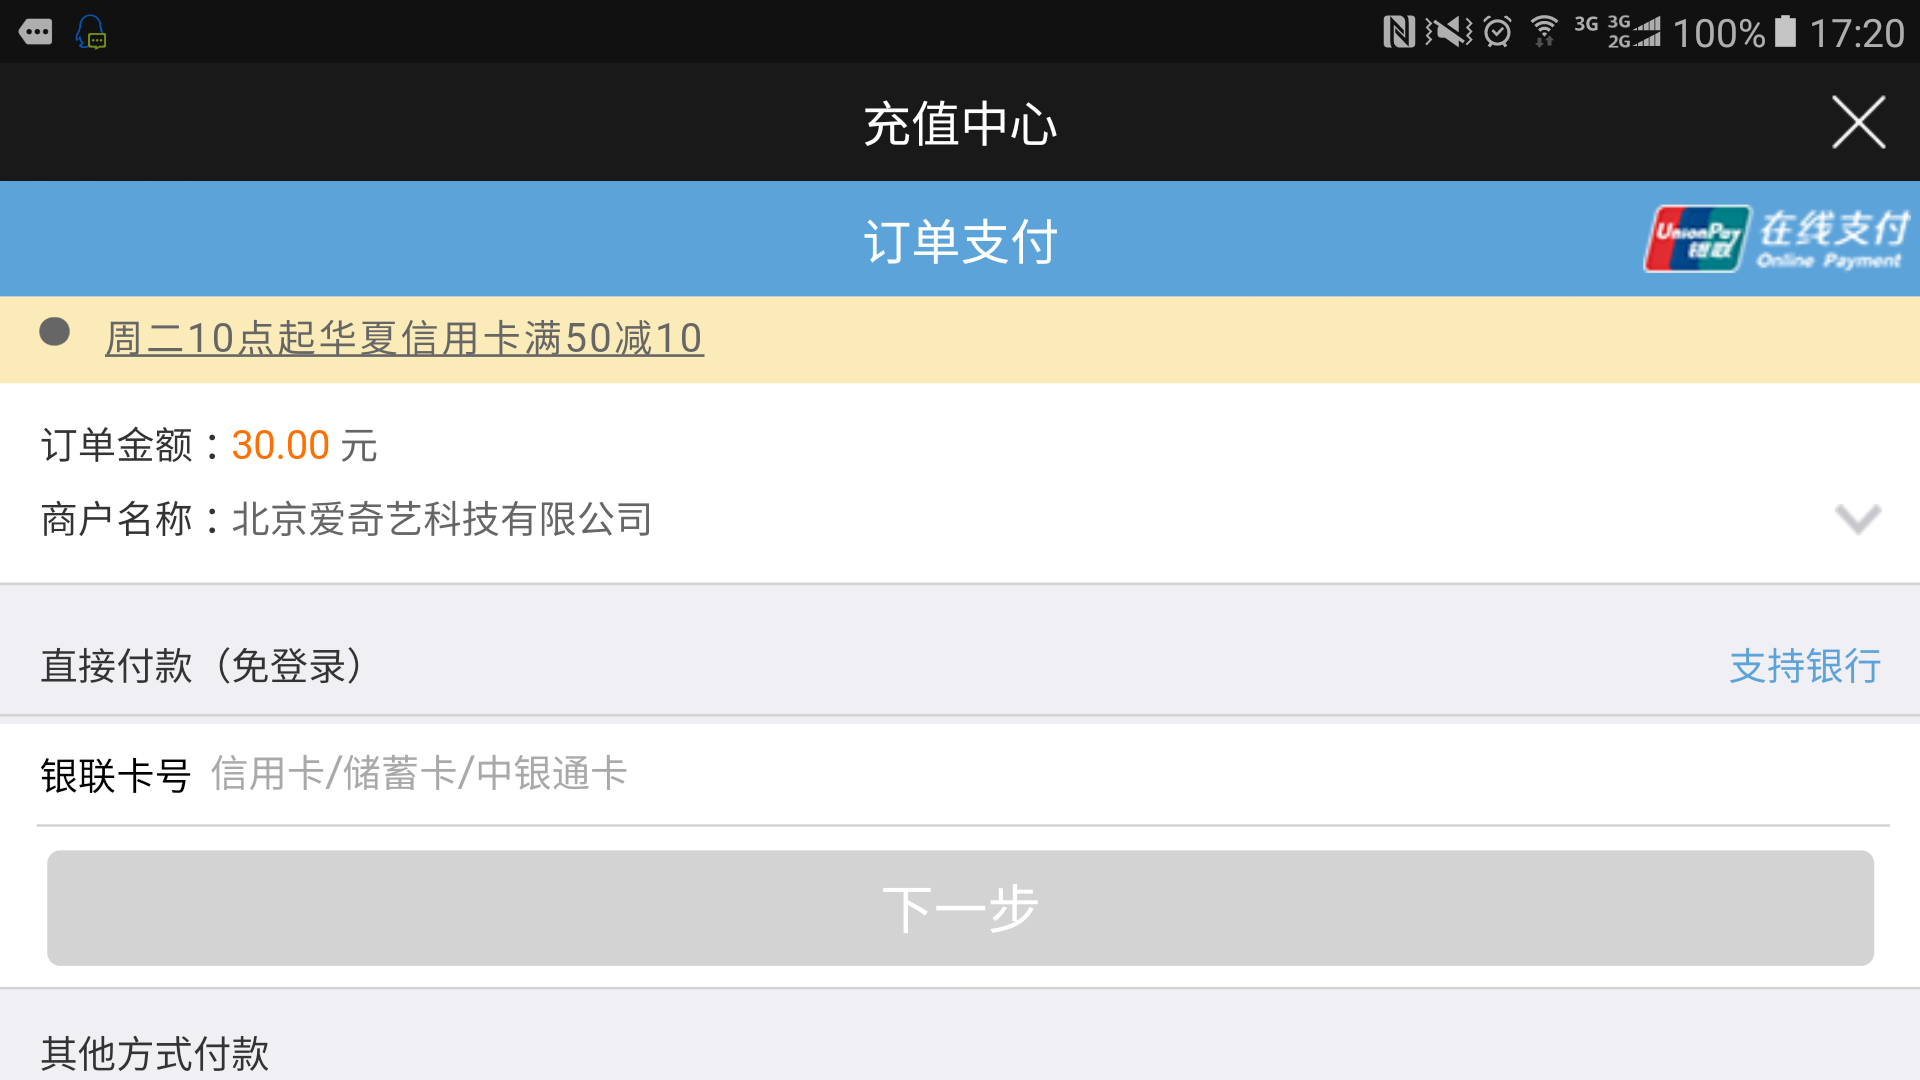 3G 3G 2G 100% 17:20
充值中心
订单支付
UnionPay 银联 在线支付 Online Payment
周二10点起华夏信用卡满50减10
订单金额：30.00 元
商户名称：北京爱奇艺科技有限公司
直接付款（免登录） 支持银行
银联卡号 信用卡/储蓄卡/中银通卡
下一步
其他方式付款